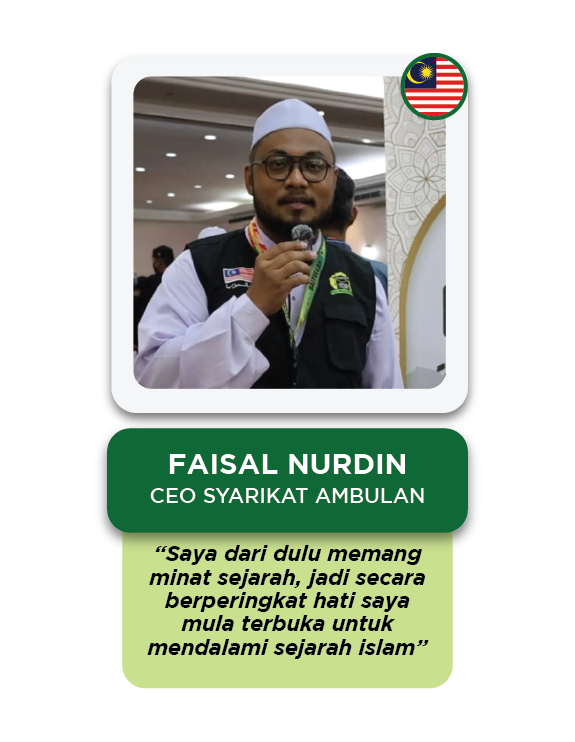 FAISAL NURDIN
CEO SYARIKAT AMBULAN
“Saya dari dulu memang
minat sejarah, jadi secara
berperingkat hati saya
mula terbuka untuk
mendalami sejarah islam”